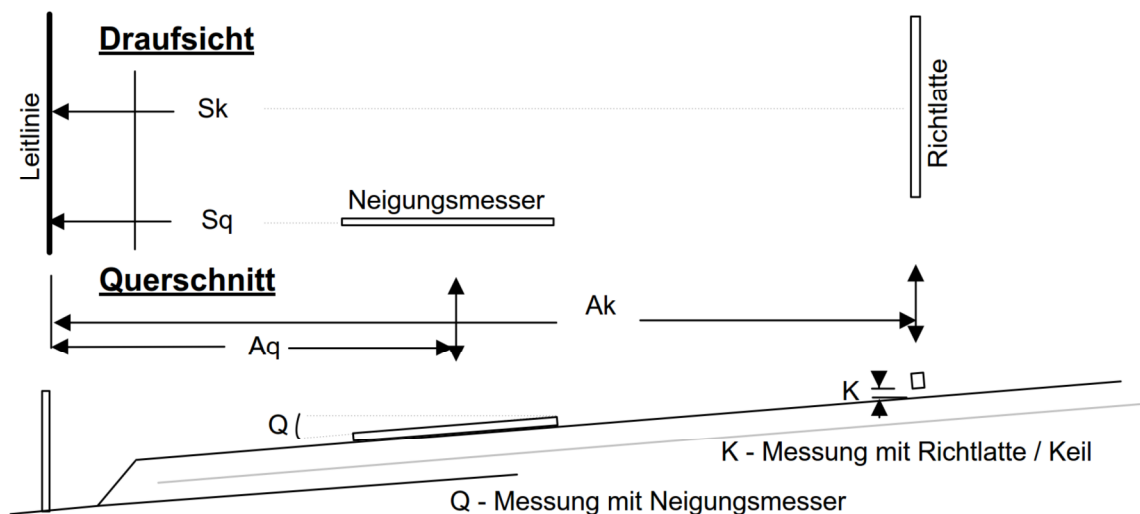 Draufsicht
Leitlinie
Sk
Richtlatte
Neigungsmesser
Sq
Querschnitt
Ak
Aq
K
Q
K - Messung mit Richtlatte / Keil
Q - Messung mit Neigungsmesser